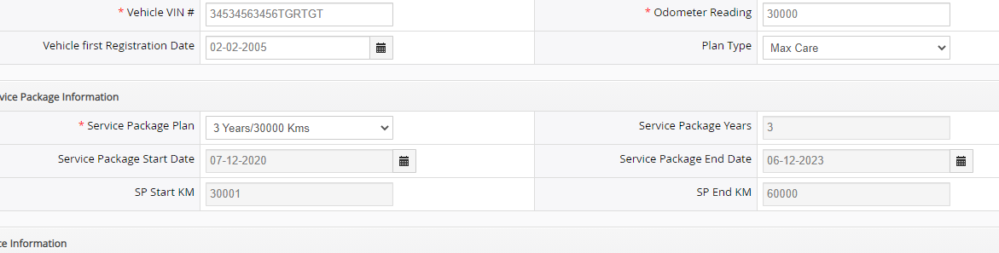 * Vehicle VIN # 34534563456TGRTGT * Odometer Reading 30000
Vehicle first Registration Date 02-02-2005 Plan Type Max Care
vice Package Information
* Service Package Plan 3 Years/30000 Kms Service Package Years 3
Service Package Start Date 07-12-2020 Service Package End Date 06-12-2023
SP Start KM 30001 SP End KM 60000
ce Information